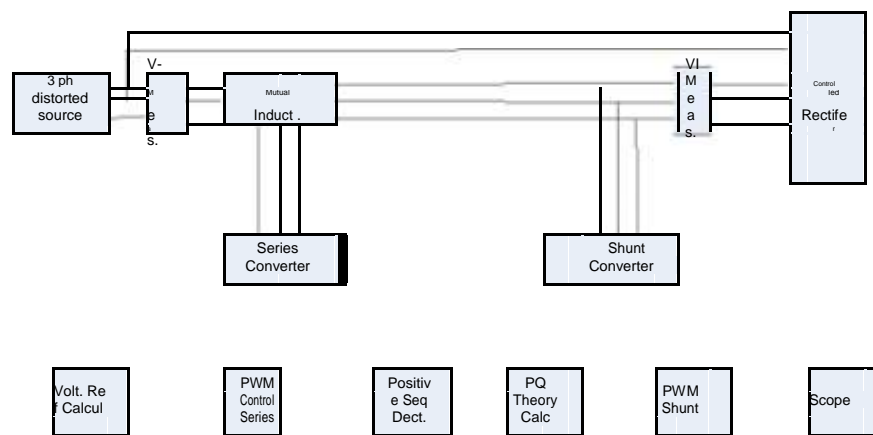 3 ph
distorted
source
V-
M
e
a
s.
Mutual
Induct .
VI
M
e
a
s.
Control
led
Rectife
r
Series
Converter
Shunt
Converter
Volt. Re
f Calcul
PWM
Control
Series
Positiv
e Seq
Dect.
PQ
Theory
Calc
PWM
Shunt
Scope